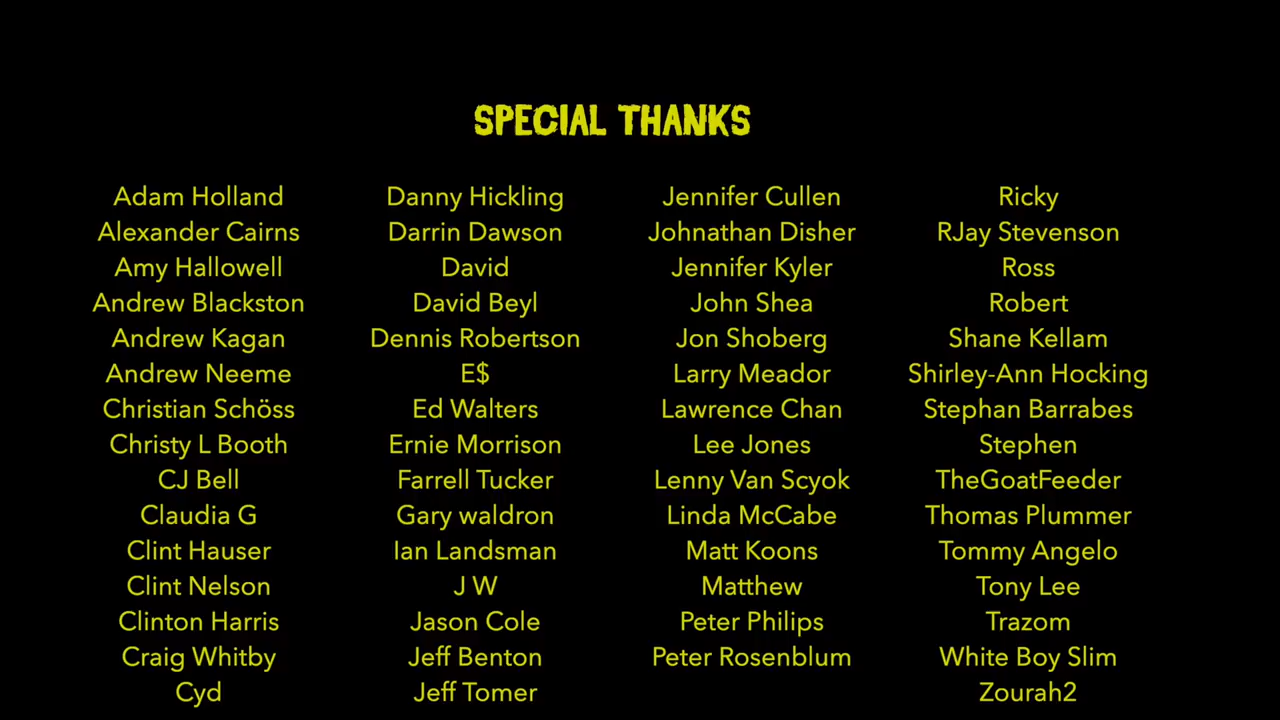 SPECIAL THANKS
Adam Holland
Alexander Cairns
Amy Hallowell
Andrew Blackston
Andrew Kagan
Andrew Neeme
Christian Schöss
Christy L Booth
CJ Bell
Claudia G
Clint Hauser
Clint Nelson
Clinton Harris
Craig Whitby
Cyd
Danny Hickling
Darrin Dawson
David
David Beyl
Dennis Robertson
E$
Ed Walters
Ernie Morrison
Farrell Tucker
Gary waldron
Ian Landsman
J W
Jason Cole
Jeff Benton
Jeff Tomer
Jennifer Cullen
Johnathan Disher
Jennifer Kyler
John Shea
Jon Shoberg
Larry Meador
Lawrence Chan
Lee Jones
Lenny Van Scyok
Linda McCabe
Matt Koons
Matthew
Peter Philips
Peter Rosenblum
Ricky
RJay Stevenson
Ross
Robert
Shane Kellam
Shirley-Ann Hocking
Stephan Barrabes
Stephen
TheGoatFeeder
Thomas Plummer
Tommy Angelo
Tony Lee
Trazom
White Boy Slim
Zourah2